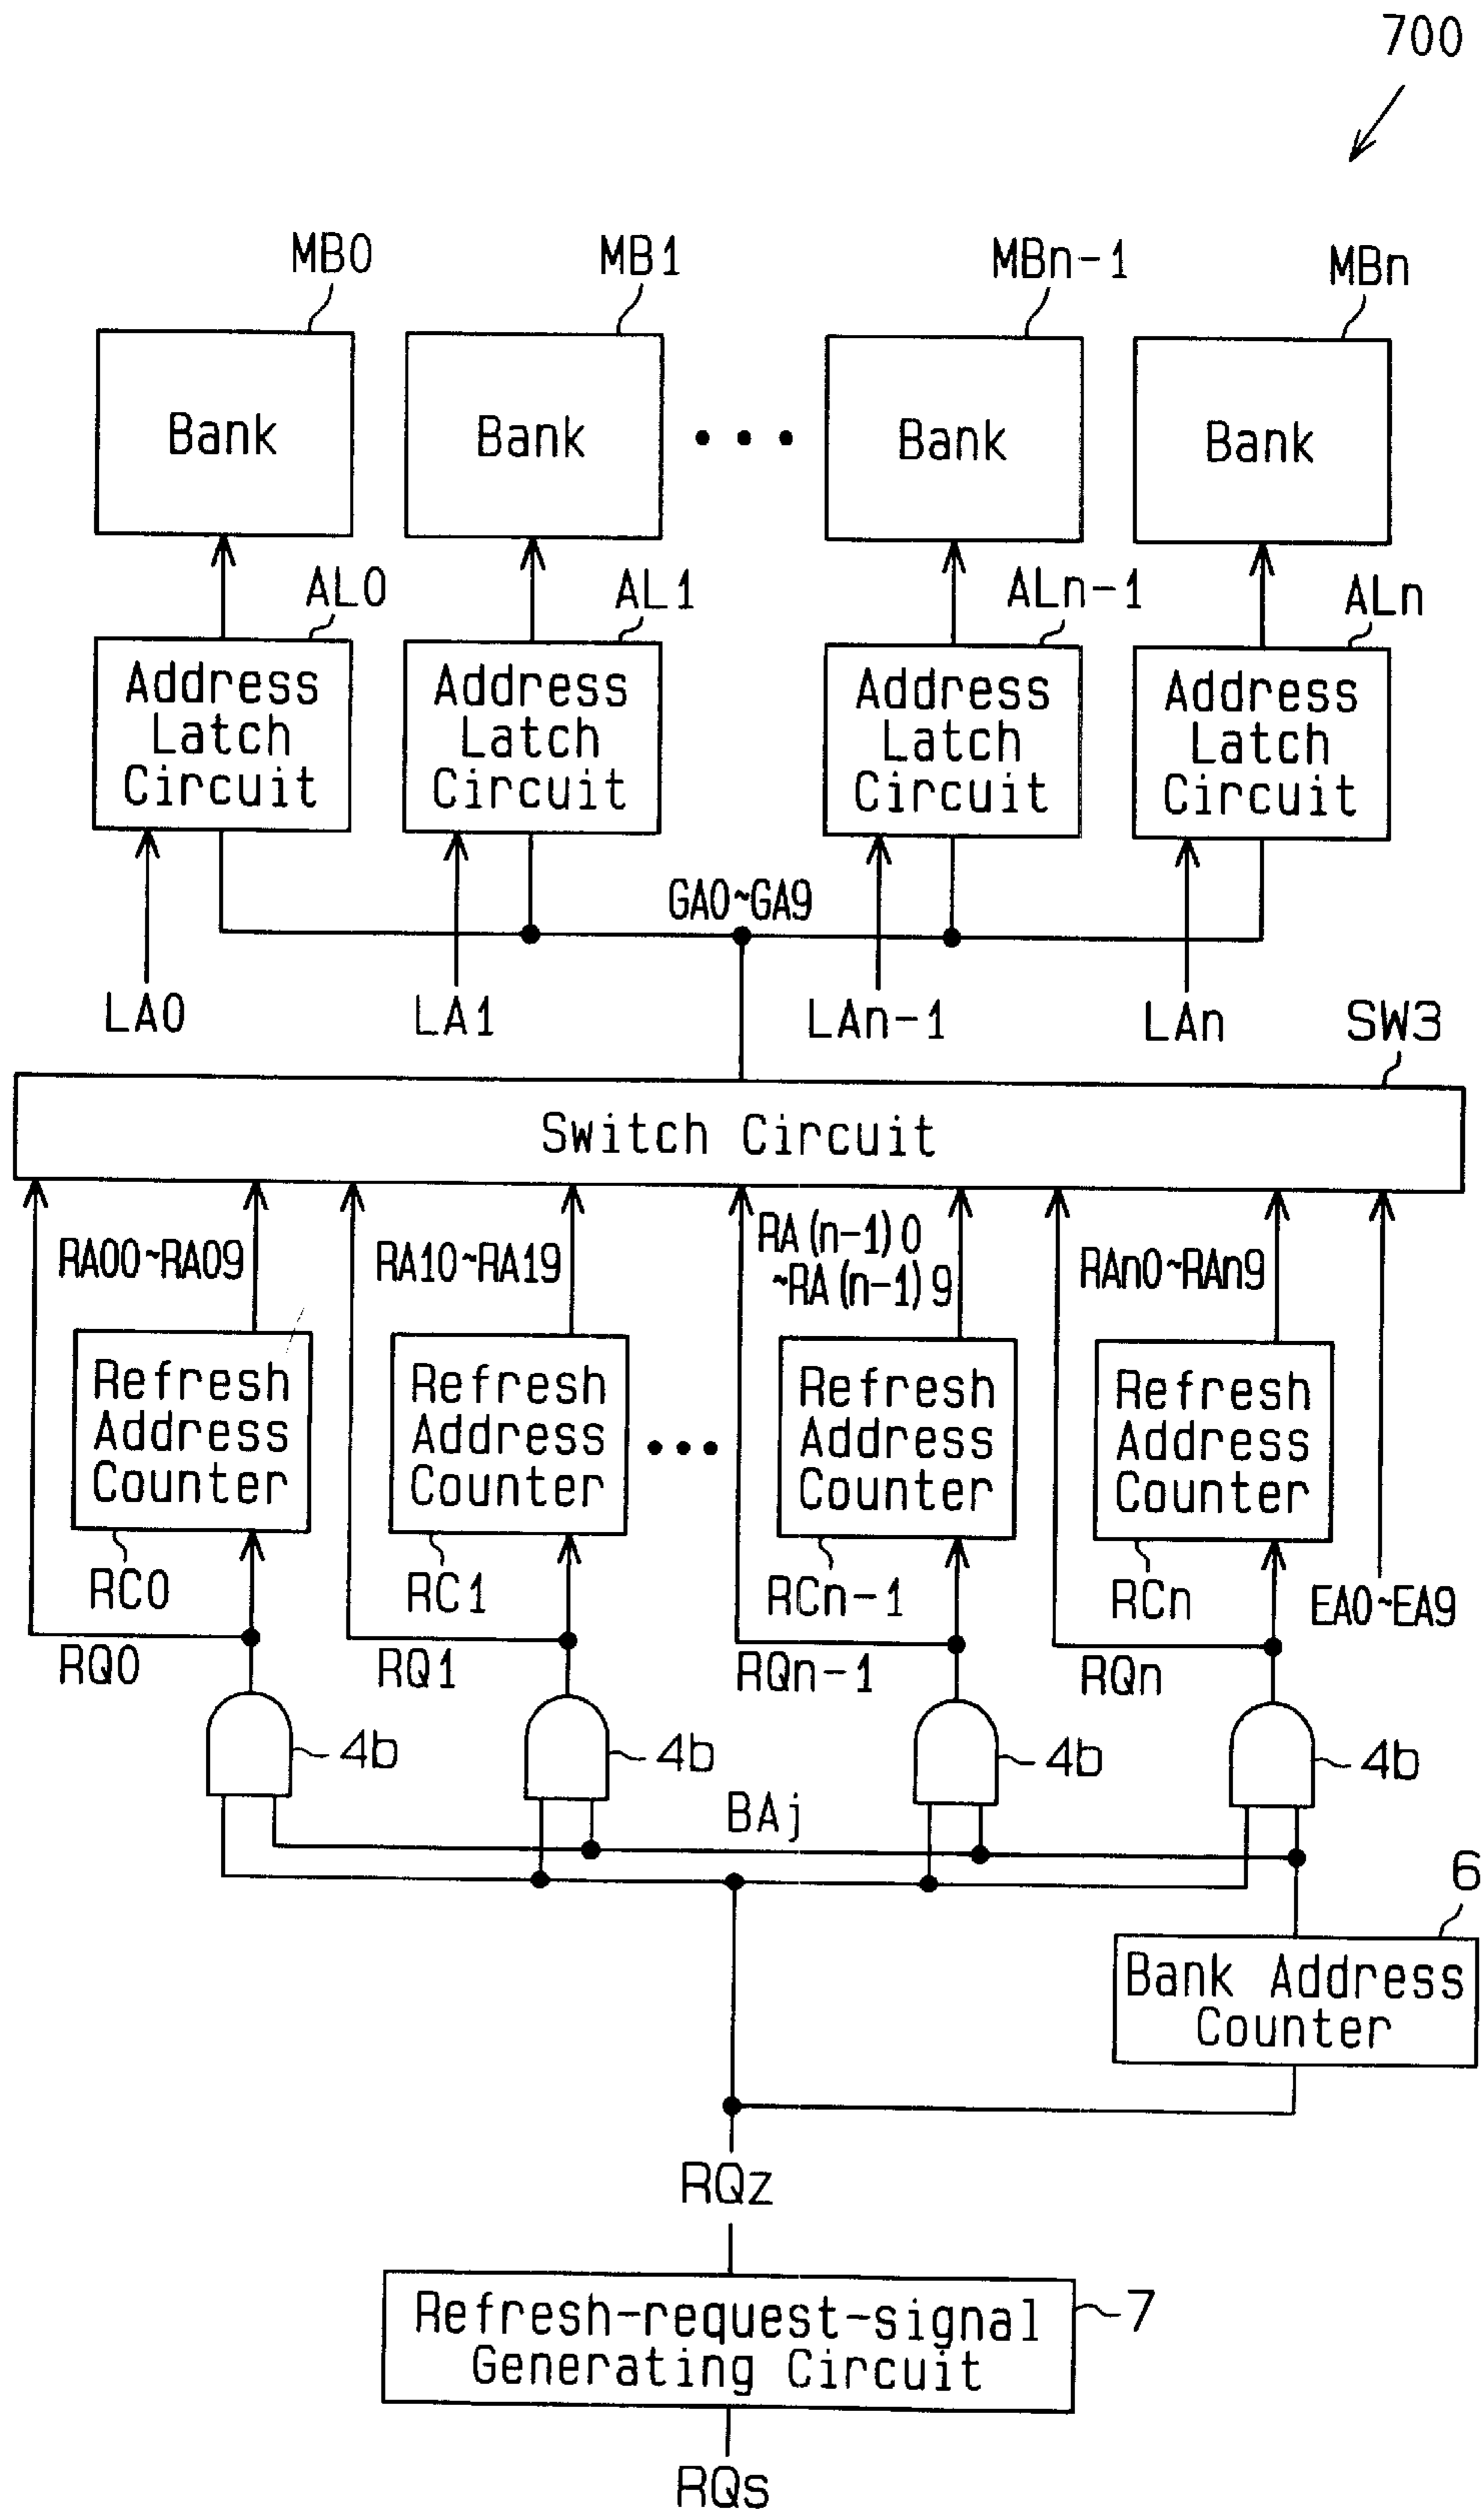 700
MB0
MB1
MBn-1
MBn
Bank
Bank
Bank
Bank
AL0
AL1
ALn-1
ALn
Address
Latch
Circuit
Address
Latch
Circuit
Address
Latch
Circuit
Address
Latch
Circuit
GA0~GA9
LA0
LA1
LAn-1
LAn
SW3
Switch Circuit
RA00~RA09
RA10~RA19
RA(n-1)0
~RA(n-1)9
RAn0~RAn9
Refresh
Address
Counter
Refresh
Address
Counter
Refresh
Address
Counter
Refresh
Address
Counter
RC0
RC1
RCn-1
RCn
EA0~EA9
RQ0
RQ1
RQn-1
RQn
4b
4b
4b
4b
BAj
6
Bank Address
Counter
RQz
Refresh-request-signal
Generating Circuit
7
RQs